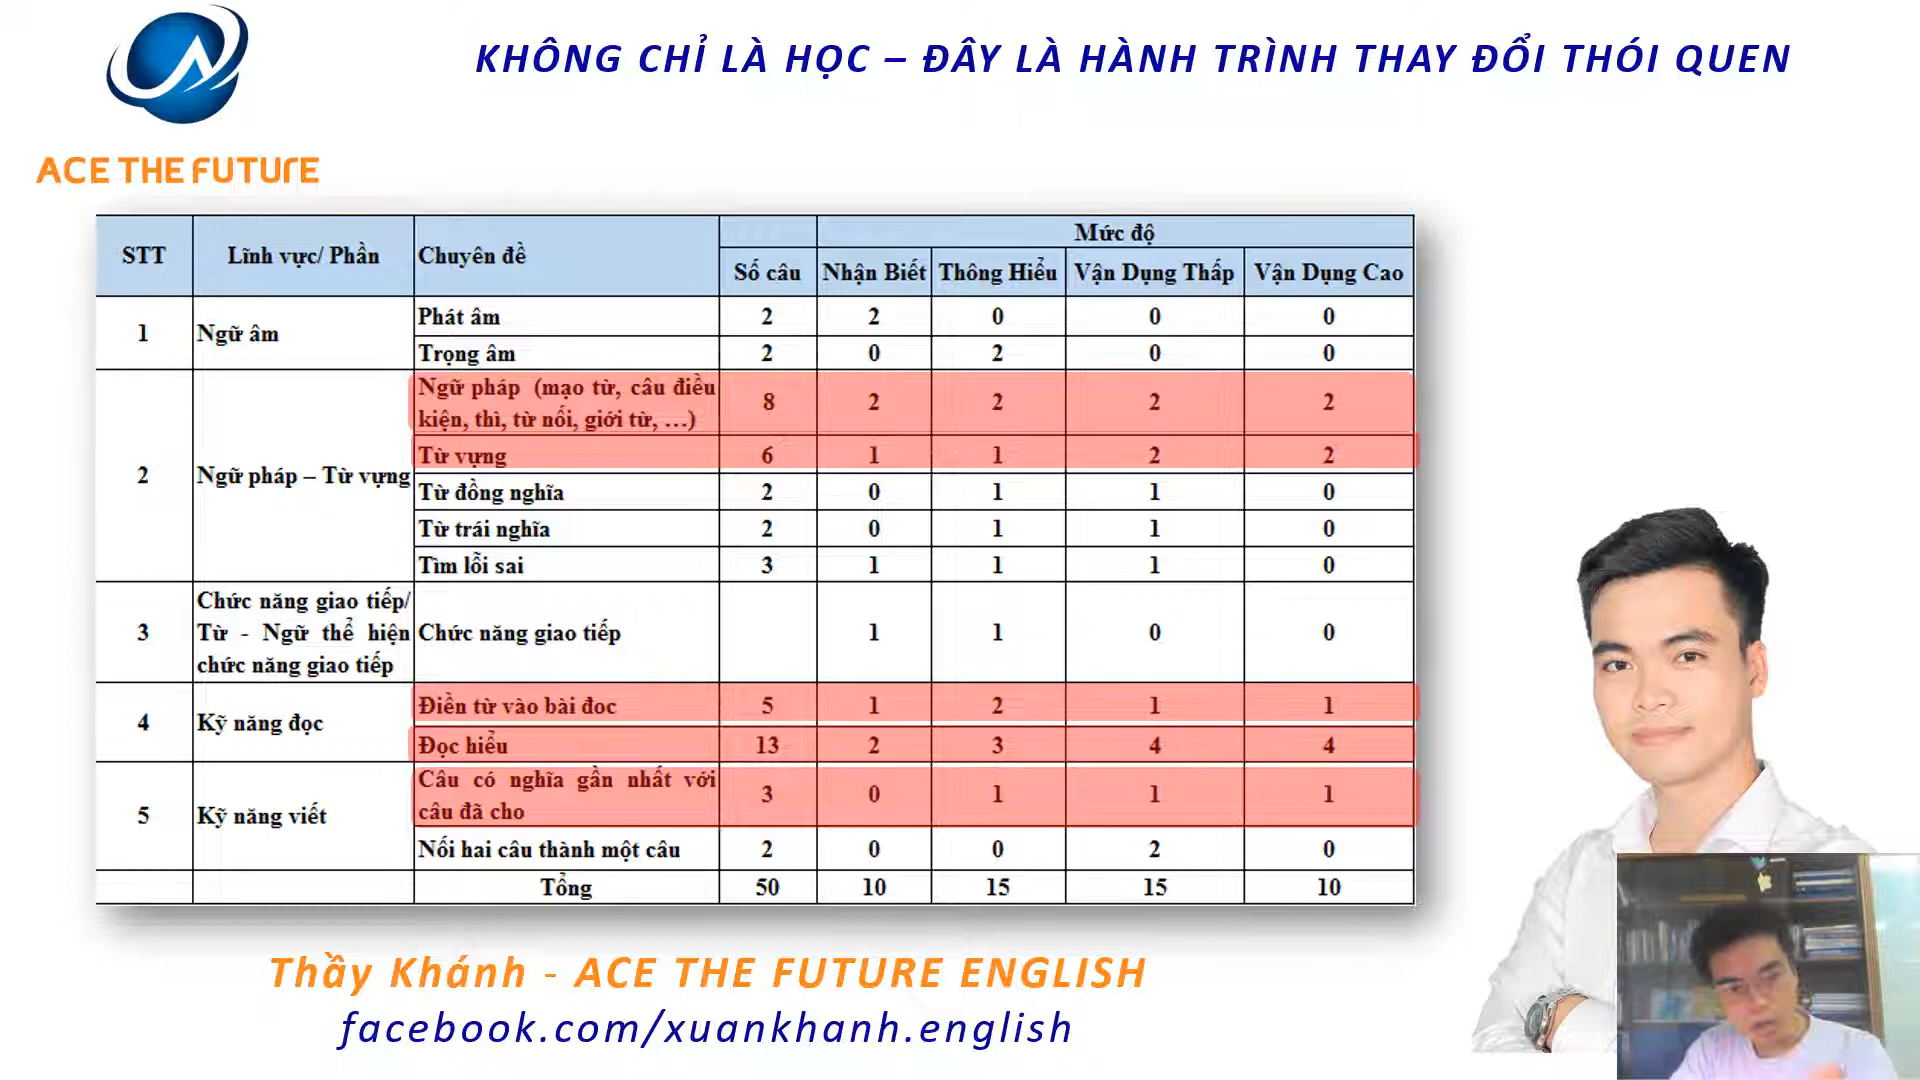 KHÔNG CHỈ LÀ HỌC – ĐÂY LÀ HÀNH TRÌNH THAY ĐỔI THÓI QUEN
ACE THE FUTURE
STT Lĩnh vực/ Phần Chuyên đề Mức độ
Số câu Nhận Biết Thông Hiểu Vận Dụng Thấp Vận Dụng Cao
1 Ngữ âm Phát âm 2 2 0 0 0
Trọng âm 2 0 2 0 0
2 Ngữ pháp – Từ vựng Ngữ pháp (mạo từ, câu điều
kiện, thì, từ nối, giới từ, …) 8 2 2 2 2
Từ vựng 6 1 1 2 2
Từ đồng nghĩa 2 0 1 1 0
Từ trái nghĩa 2 0 1 1 0
Tìm lỗi sai 3 1 1 1 0
3 Chức năng giao tiếp/
Từ - Ngữ thể hiện
chức năng giao tiếp Chức năng giao tiếp 1 1 0 0
4 Kỹ năng đọc Điền từ vào bài đoc 5 1 2 1 1
Đọc hiểu 13 2 3 4 4
5 Kỹ năng viết Câu có nghĩa gần nhất với
câu đã cho 3 0 1 1 1
Nối hai câu thành một câu 2 0 0 2 0
Tổng 50 10 15 15 10
Thầy Khánh - ACE THE FUTURE ENGLISH
facebook.com/xuankhanh.english